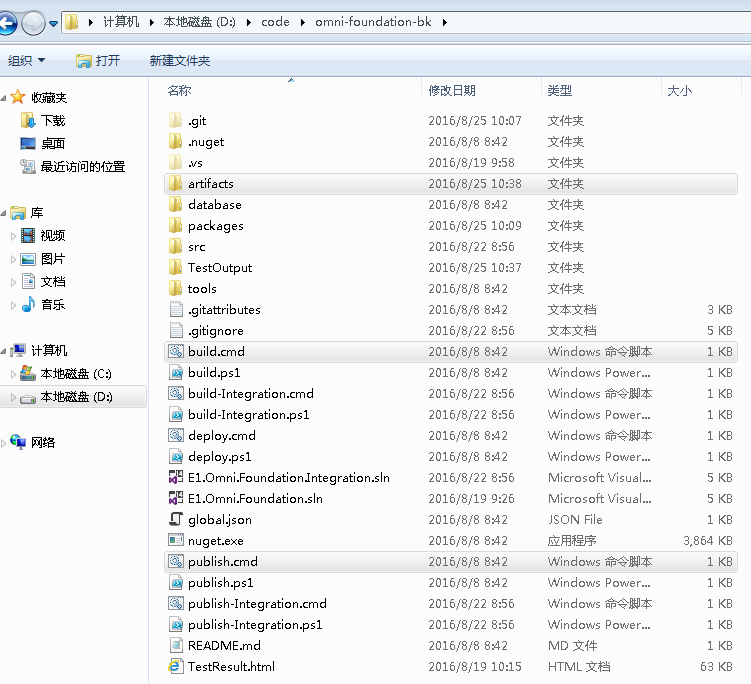 计算机 本地磁盘 (D:) code omni-foundation-bk
组织 打开 新建文件夹
收藏夹
下载
桌面
最近访问的位置
库
视频
图片
文档
音乐
计算机
本地磁盘 (C:)
本地磁盘 (D:)
网络
名称 修改日期 类型 大小
.git 2016/8/25 10:07 文件夹
.nuget 2016/8/8 8:42 文件夹
.vs 2016/8/19 9:58 文件夹
artifacts 2016/8/25 10:38 文件夹
database 2016/8/8 8:42 文件夹
packages 2016/8/25 10:09 文件夹
src 2016/8/22 8:56 文件夹
TestOutput 2016/8/25 10:37 文件夹
tools 2016/8/8 8:42 文件夹
.gitattributes 2016/8/8 8:42 文本文档 3 KB
.gitignore 2016/8/22 8:56 文本文档 5 KB
build.cmd 2016/8/8 8:42 Windows 命令脚本 1 KB
build.ps1 2016/8/8 8:42 Windows Power... 1 KB
build-Integration.cmd 2016/8/22 8:56 Windows 命令脚本 1 KB
build-Integration.ps1 2016/8/22 8:56 Windows Power... 1 KB
deploy.cmd 2016/8/8 8:42 Windows 命令脚本 1 KB
deploy.ps1 2016/8/8 8:42 Windows Power... 1 KB
E1.Omni.Foundation.Integration.sln 2016/8/22 8:56 Microsoft Visual... 5 KB
E1.Omni.Foundation.sln 2016/8/19 9:26 Microsoft Visual... 5 KB
global.json 2016/8/8 8:42 JSON File 1 KB
nuget.exe 2016/8/8 8:42 应用程序 3,864 KB
publish.cmd 2016/8/8 8:42 Windows 命令脚本 1 KB
publish.ps1 2016/8/8 8:42 Windows Power... 1 KB
publish-Integration.cmd 2016/8/22 8:56 Windows 命令脚本 1 KB
publish-Integration.ps1 2016/8/22 8:56 Windows Power... 1 KB
README.md 2016/8/8 8:42 MD 文件 1 KB
TestResult.html 2016/8/19 10:15 HTML 文档 63 KB